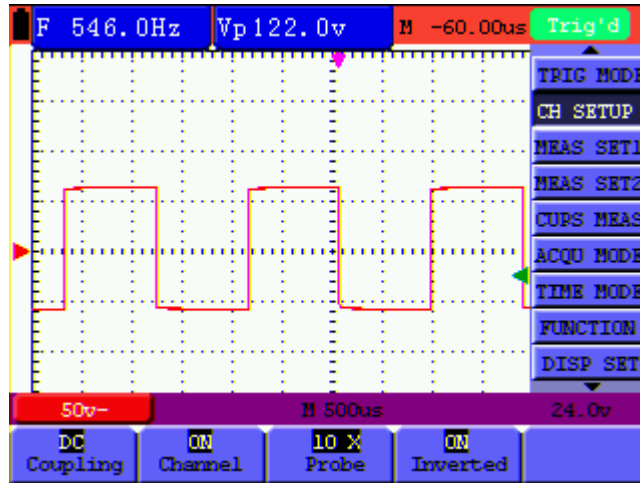 F 546.0Hz
Vp122.0v
M -60.00us
Trig'd
TRIG MODE
CH SETUP
MEAS SET1
MEAS SET2
CURS MEAS
ACQU MODE
TIME MODE
FUNCTION
DISP SET
50v-
M 500us
24.0v
DC
Coupling
ON
Channel
10 X
Probe
ON
Inverted